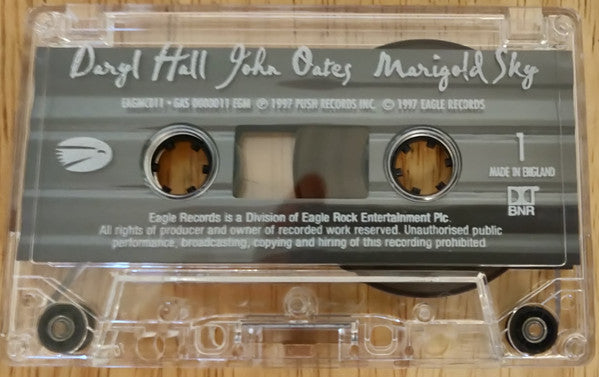 Daryl Hall John Oates Marigold Sky
EAGMC011 • GAS 0000011 EGM ℗ 1997 PUSH RECORDS INC. © 1997 EAGLE RECORDS
1
MADE IN ENGLAND
BNR
Eagle Records is a Division of Eagle Rock Entertainment Plc.
All rights of producer and owner of recorded work reserved. Unauthorised public
performance, broadcasting, copying and hiring of this recording prohibited